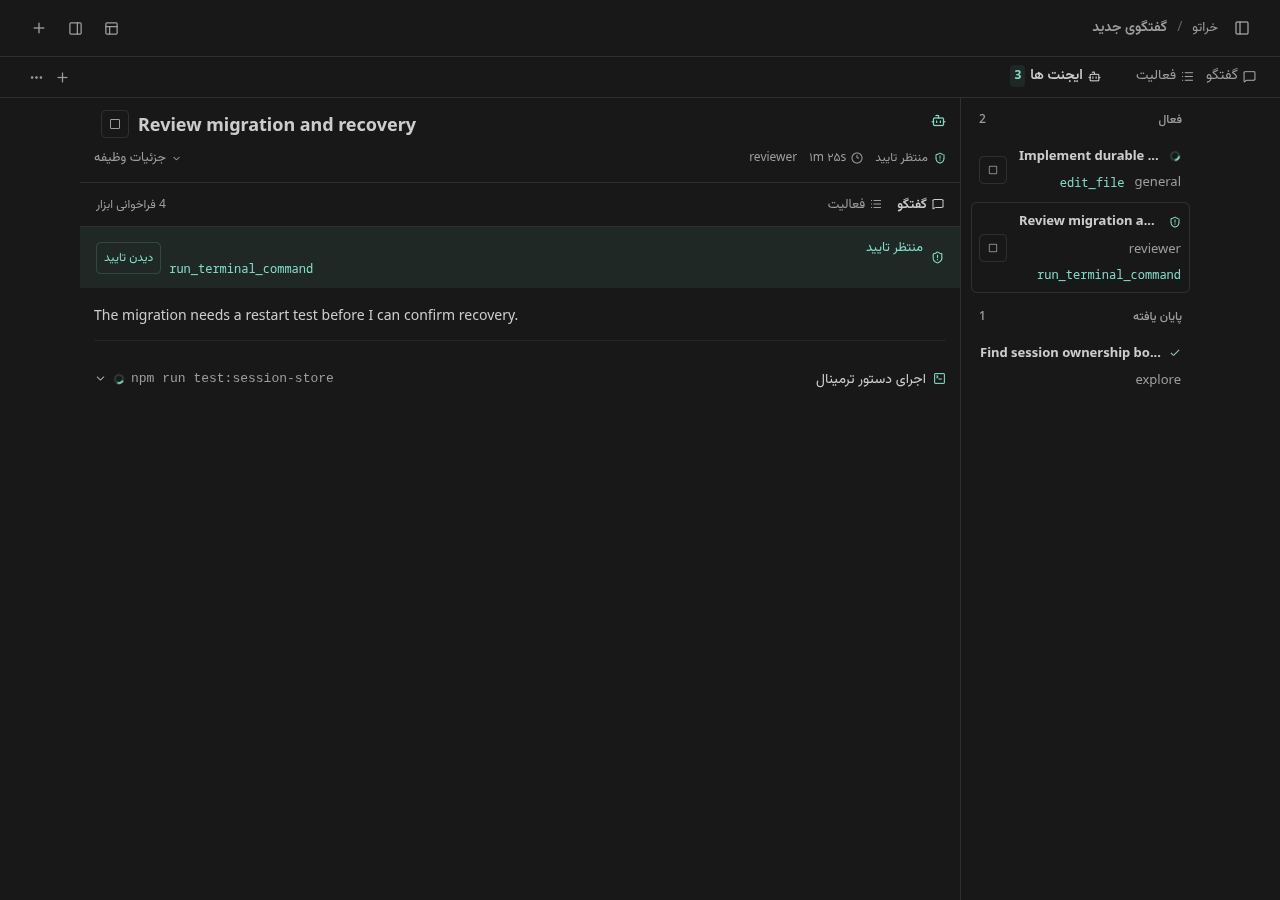 خراتو / گفتگوی جدید
گفتگو
فعالیت
ایجنت ها 3
فعال 2
Implement durable ...
general edit_file
Review migration a...
reviewer
run_terminal_command
پایان یافته 1
Find session ownership bo...
explore
Review migration and recovery
منتظر تایید ۱m ۲۵s reviewer
جزئیات وظیفه
گفتگو فعالیت
4 فراخوانی ابزار
منتظر تایید
run_terminal_command
دیدن تایید
The migration needs a restart test before I can confirm recovery.
اجرای دستور ترمینال
npm run test:session-store